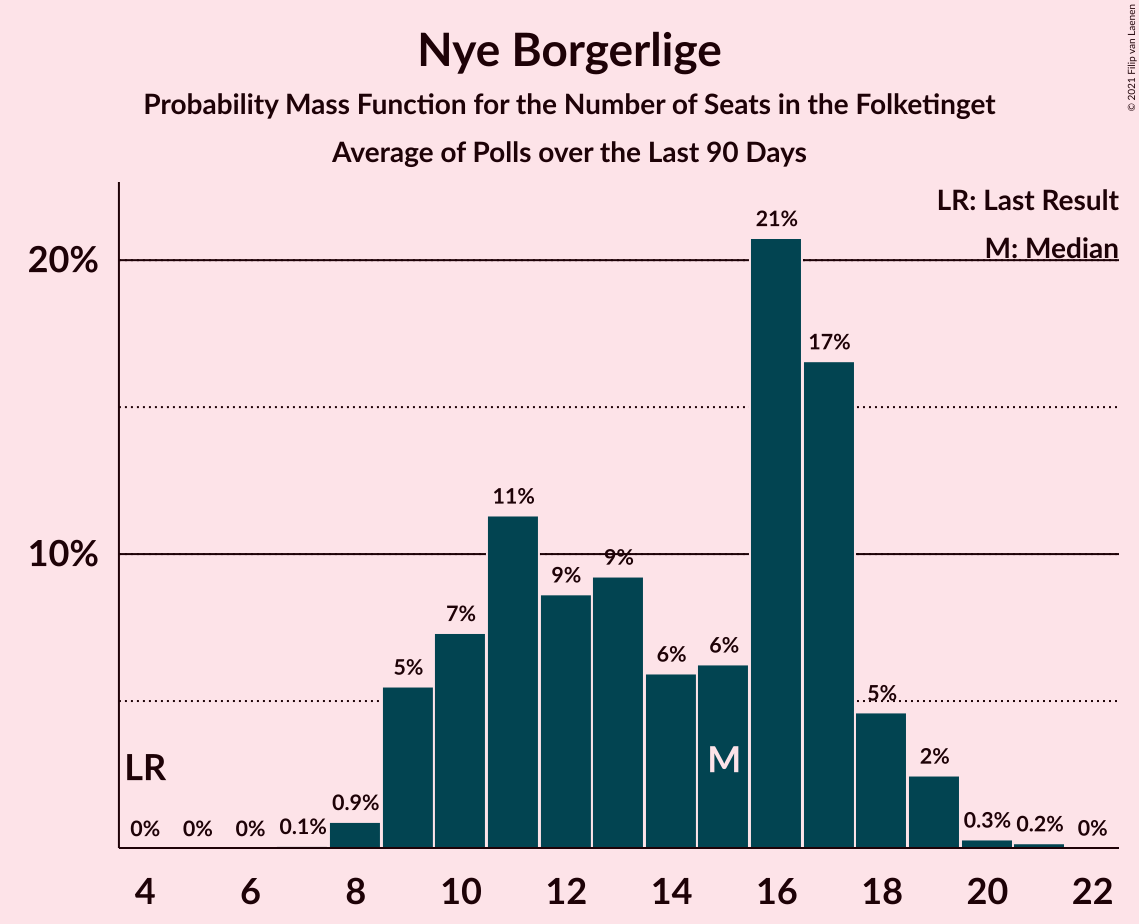 Nye Borgerlige
Probability Mass Function for the Number of Seats in the Folketinget
Average of Polls over the Last 90 Days
© 2021 Filip van Laenen
LR: Last Result
M: Median
20%
10%
21%
17%
11%
9%
9%
7%
6%
6%
5%
5%
2%
0.9%
0.3%
0.2%
0.1%
0%
0%
0%
0%
LR
M
4 6 8 10 12 14 16 18 20 22